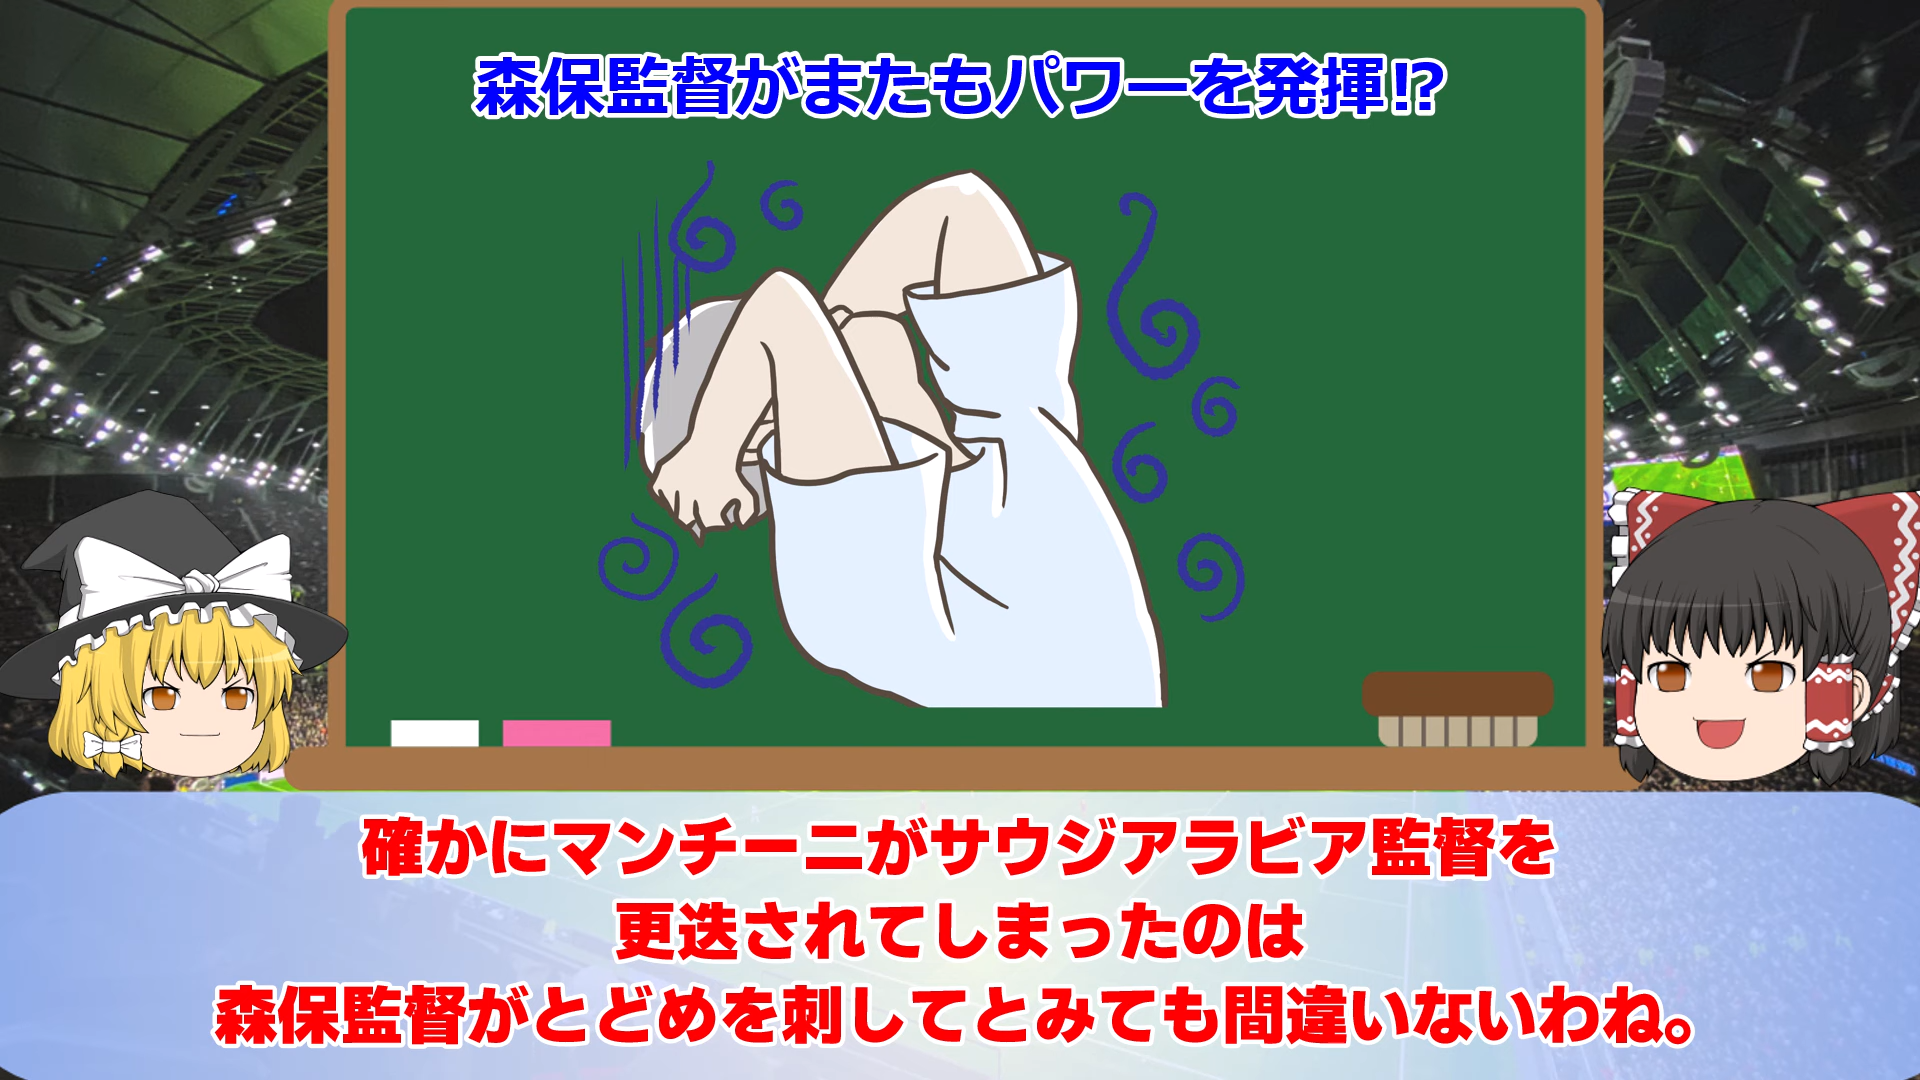 森保監督がまたもパワーを発揮⁉
確かにマンチーニがサウジアラビア監督を
更迭されてしまったのは
森保監督がとどめを刺してとみても間違いないわね。